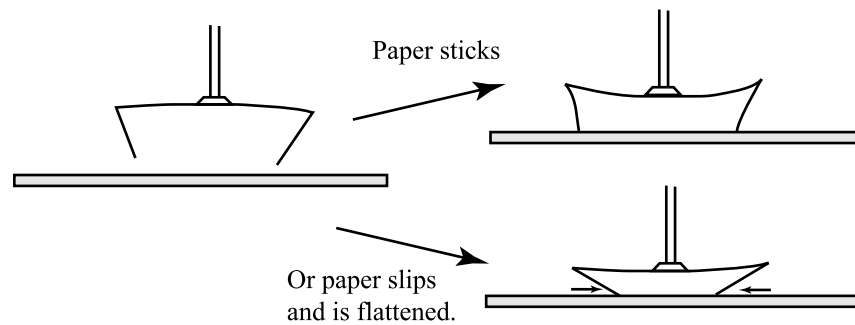 Paper sticks
Or paper slips
and is flattened.